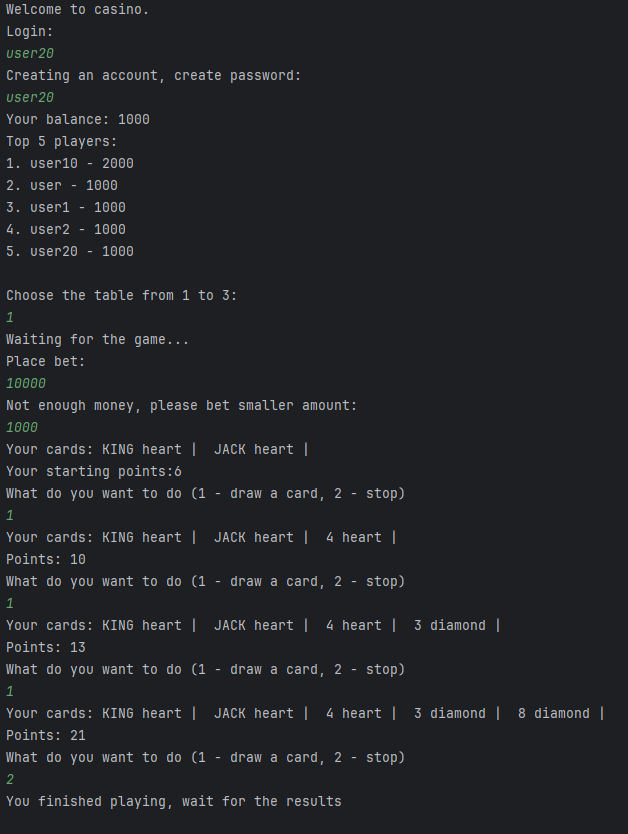 Welcome to casino.
Login:
user20
Creating an account, create password:
user20
Your balance: 1000
Top 5 players:
1. user10 - 2000
2. user - 1000
3. user1 - 1000
4. user2 - 1000
5. user20 - 1000
Choose the table from 1 to 3:
1
Waiting for the game...
Place bet:
10000
Not enough money, please bet smaller amount:
1000
Your cards: KING heart |  JACK heart |
Your starting points:6
What do you want to do (1 - draw a card, 2 - stop)
1
Your cards: KING heart |  JACK heart |  4 heart |
Points: 10
What do you want to do (1 - draw a card, 2 - stop)
1
Your cards: KING heart |  JACK heart |  4 heart |  3 diamond |
Points: 13
What do you want to do (1 - draw a card, 2 - stop)
1
Your cards: KING heart |  JACK heart |  4 heart |  3 diamond |  8 diamond |
Points: 21
What do you want to do (1 - draw a card, 2 - stop)
2
You finished playing, wait for the results